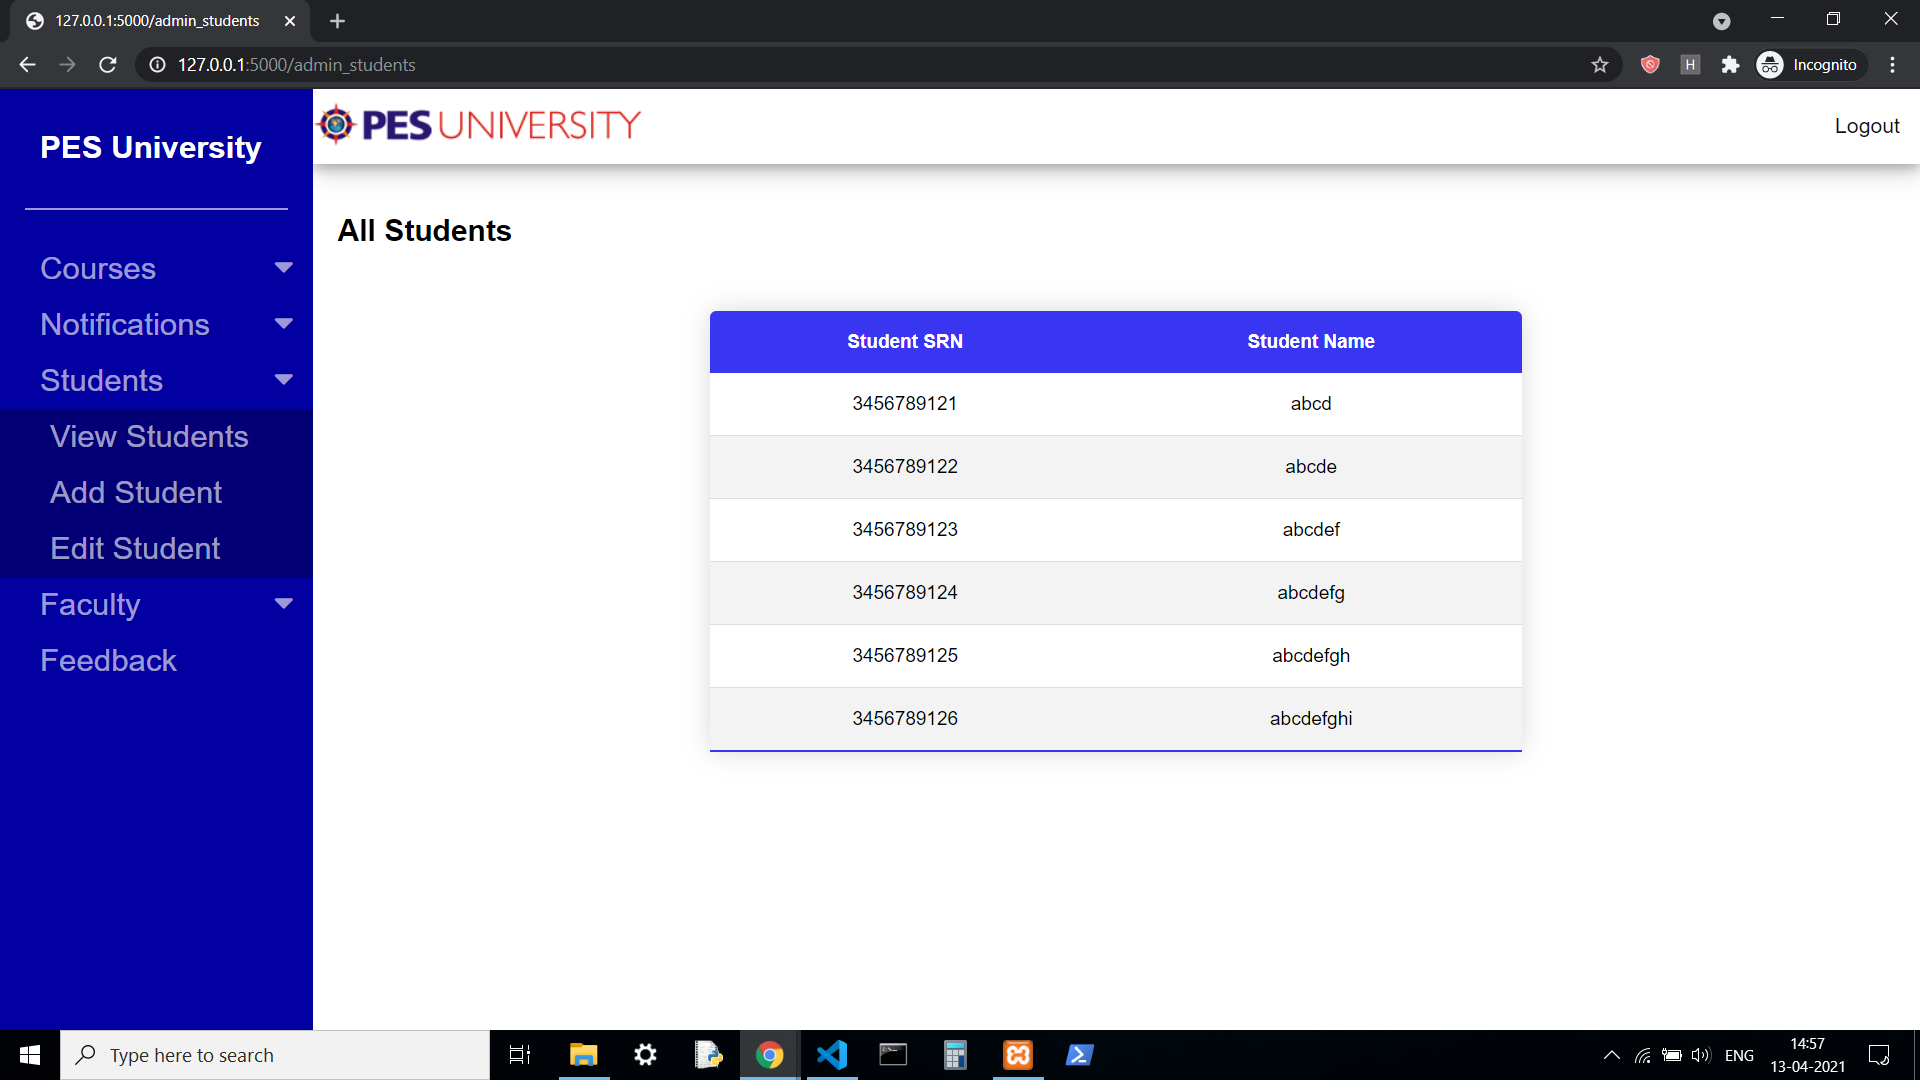 127.0.0.1:5000/admin_students
127.0.0.1:5000/admin_students
H
Incognito
PES University
PES UNIVERSITY
Logout
Courses
Notifications
Students
View Students
Add Student
Edit Student
Faculty
Feedback
All Students
Student SRN Student Name
3456789121 abcd
3456789122 abcde
3456789123 abcdef
3456789124 abcdefg
3456789125 abcdefgh
3456789126 abcdefghi
Type here to search
ENG
14:57
13-04-2021